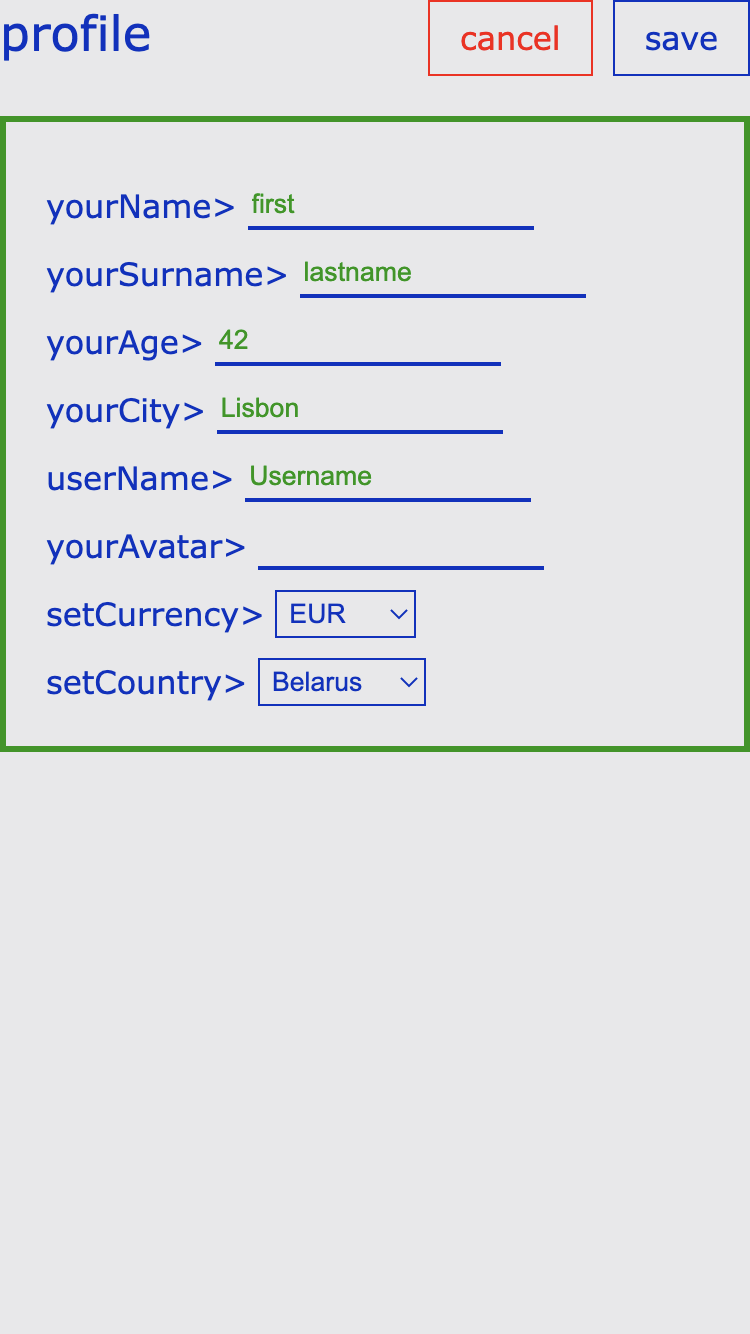 profile cancel save
yourName> first
yourSurname> lastname
yourAge> 42
yourCity> Lisbon
userName> Username
yourAvatar>
setCurrency> EUR
setCountry> Belarus